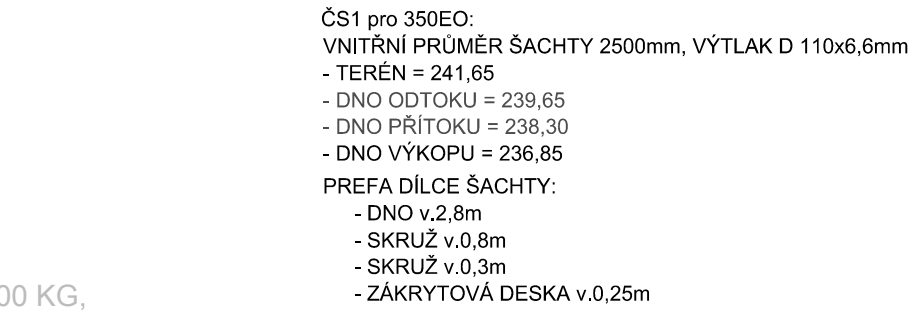 ČS1 pro 350EO:
VNITŘNÍ PRŮMĚR ŠACHTY 2500mm, VÝTLAK D 110x6,6mm
- TERÉN = 241,65
- DNO ODTOKU = 239,65
- DNO PŘÍTOKU = 238,30
- DNO VÝKOPU = 236,85
PREFA DÍLCE ŠACHTY:
- DNO v.2,8m
- SKRUŽ v.0,8m
- SKRUŽ v.0,3m
- ZÁKRYTOVÁ DESKA v.0,25m
00 KG,